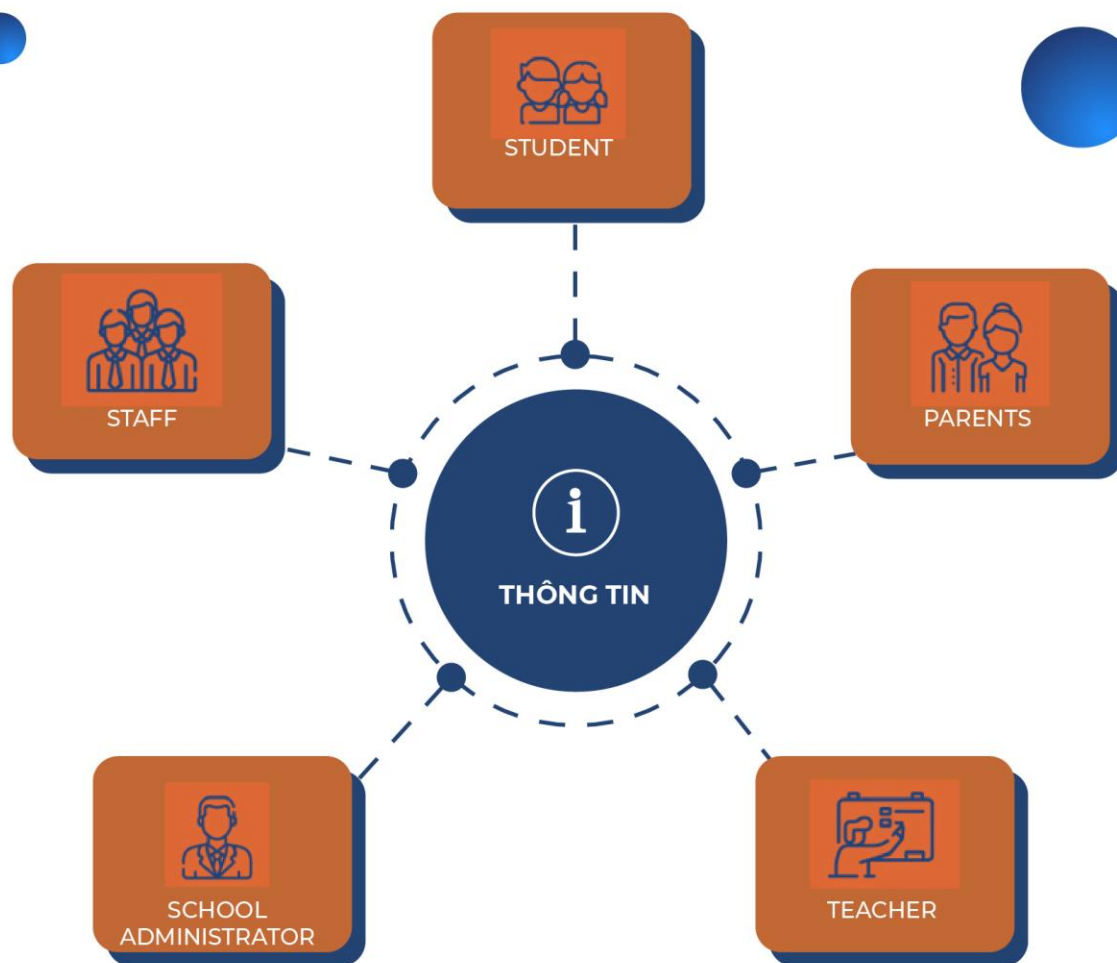 STUDENT
STAFF
PARENTS
i
THÔNG TIN
SCHOOL
ADMINISTRATOR
TEACHER